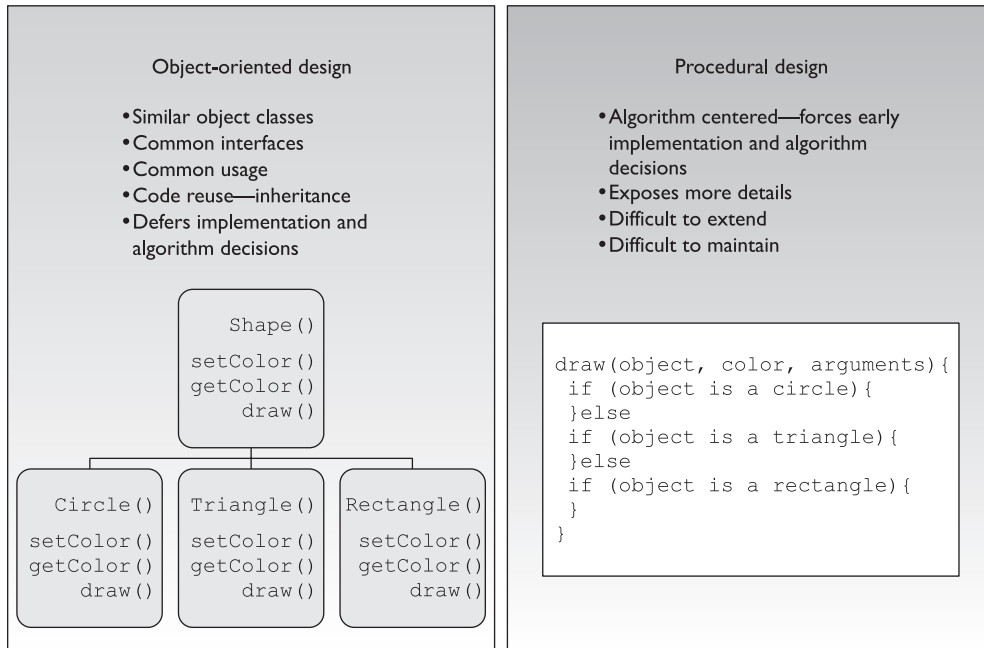 Object-oriented design
•Similar object classes
•Common interfaces
•Common usage
•Code reuse—inheritance
•Defers implementation and
algorithm decisions
Shape()
setColor()
getColor()
draw()
Circle()
setColor()
getColor()
draw()
Triangle()
setColor()
getColor()
draw()
Rectangle()
setColor()
getColor()
draw()
Procedural design
•Algorithm centered—forces early
implementation and algorithm
decisions
•Exposes more details
•Difficult to extend
•Difficult to maintain
draw(object, color, arguments){
if (object is a circle){
}else
if (object is a triangle){
}else
if (object is a rectangle){
}
}